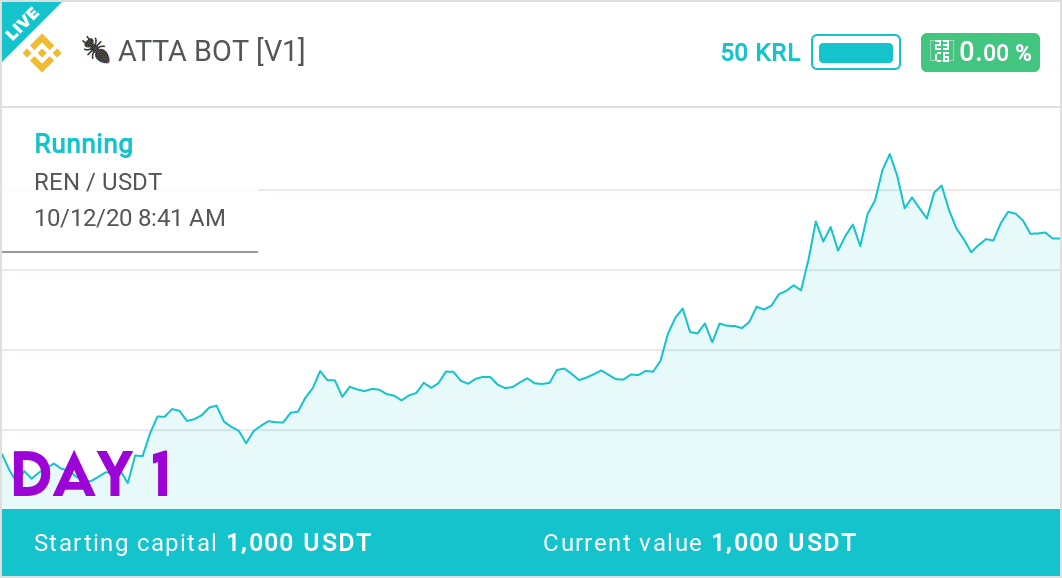 LIVE
ATTA BOT [V1]
50 KRL
0.00 %
Running
REN / USDT
10/12/20 8:41 AM
DAY 1
Starting capital 1,000 USDT
Current value 1,000 USDT